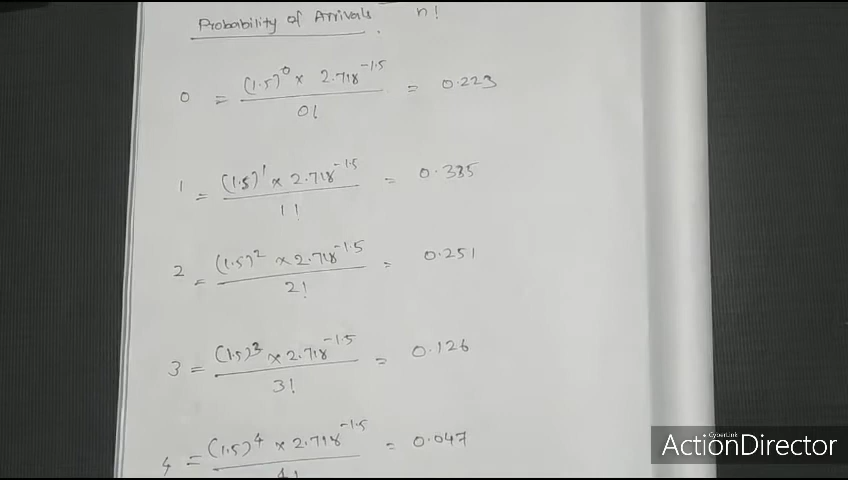 Probability of Arrivals. n!
0 = (1.5)^0 × 2.718^-1.5 / 0! = 0.223
1 = (1.5)^1 × 2.718^-1.5 / 1! = 0.335
2 = (1.5)^2 × 2.718^-1.5 / 2! = 0.251
3 = (1.5)^3 × 2.718^-1.5 / 3! = 0.126
4 = (1.5)^4 × 2.718^-1.5 / 4! = 0.047
CyberLink
ActionDirector